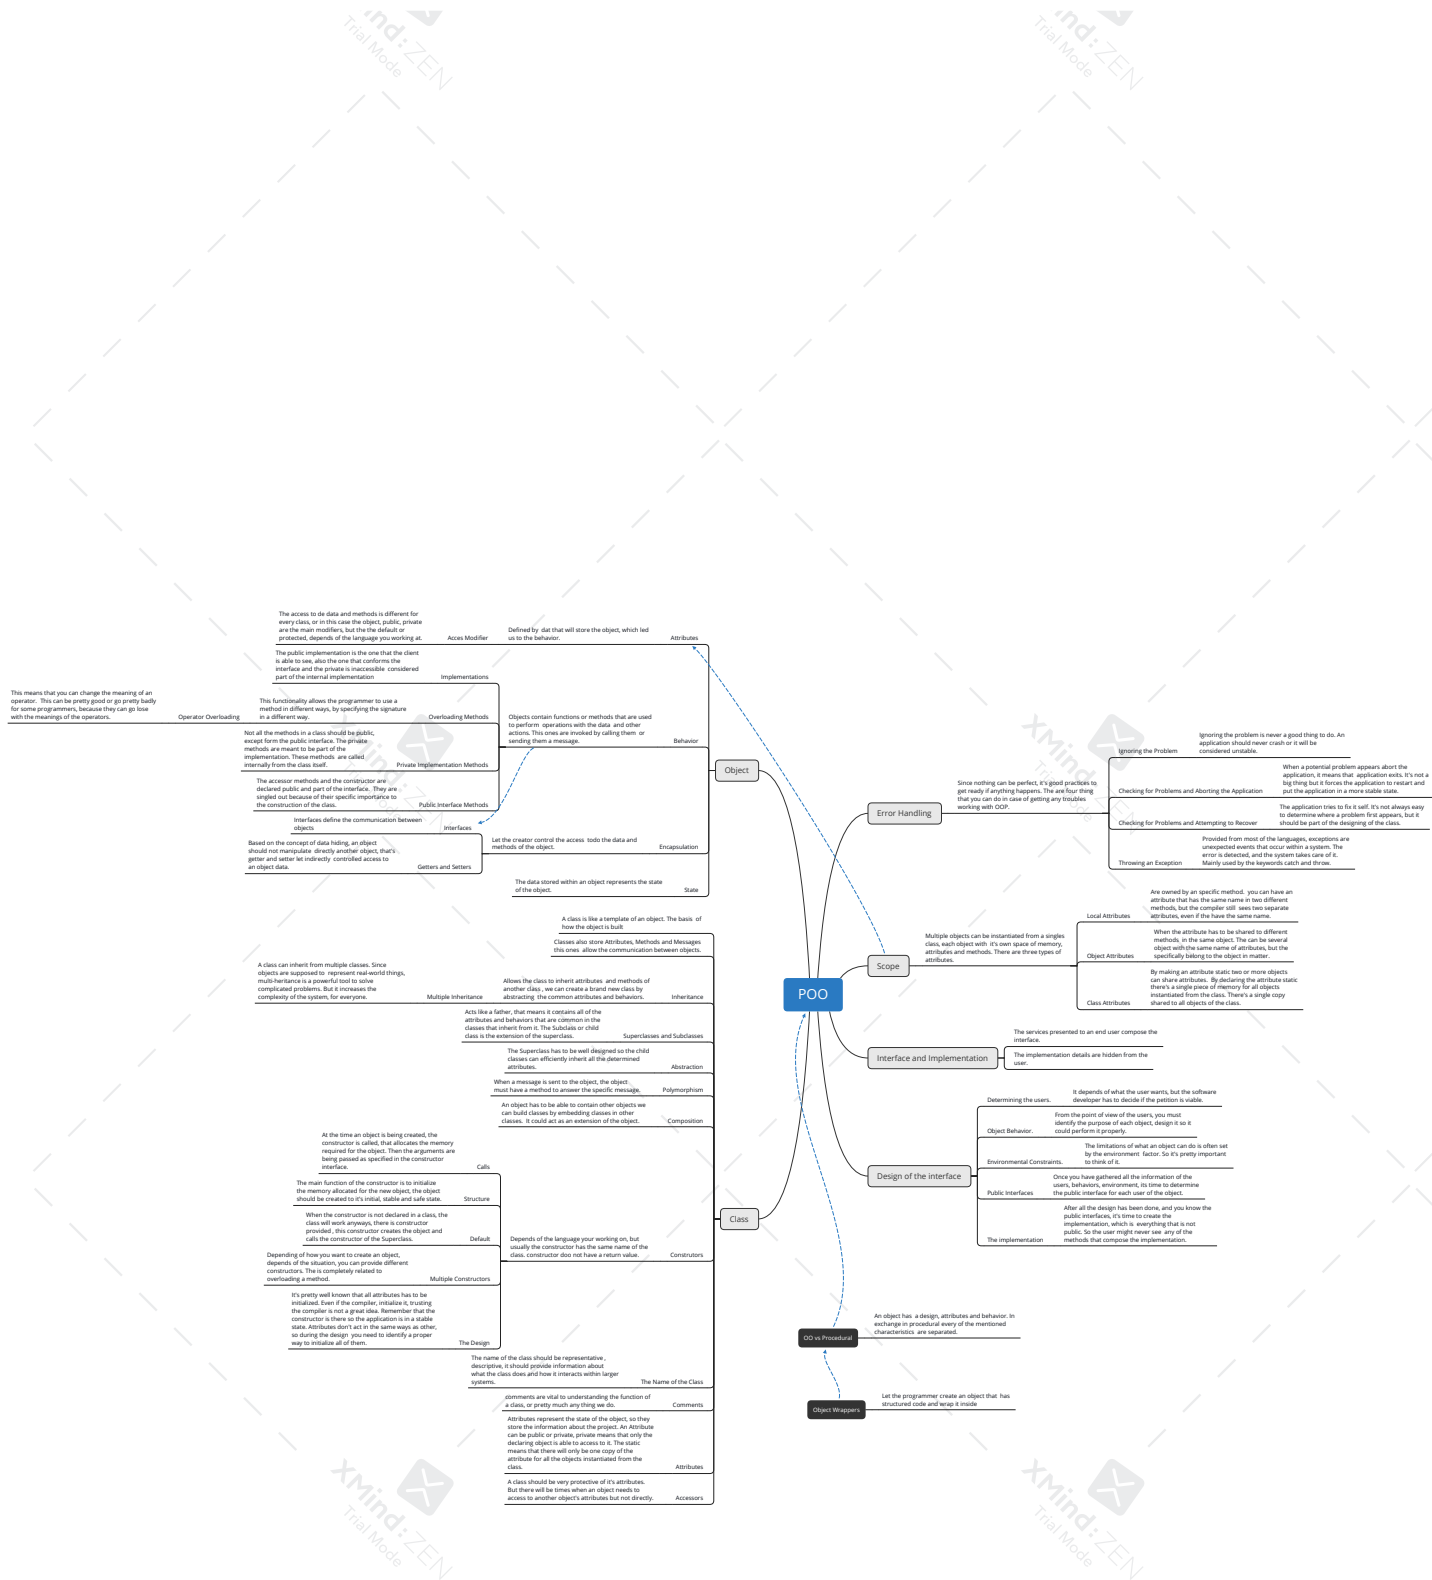 XMind: ZEN
Trial Mode
XMind: ZEN
Trial Mode
The access to de data and methods is different for
every class, or in this case the object, public, private
are the main modifiers, but the the default or
protected, depends of the language you working at.
Acces Modifier
Defined by dat that will store the object, which led
us to the behavior.
Attributes
The public implementation is the one that the client
is able to see, also the one that conforms the
interface and the private is inaccessible considered
part of the internal implementation
Implementations
This means that you can change the meaning of an
operator. This can be pretty good or go pretty badly
for some programmers, because they can go lose
with the meanings of the operators.
Operator Overloading
This functionality allows the programmer to use a
method in different ways, by specifying the signature
in a different way.
Overloading Methods
Not all the methods in a class should be public,
except form the public interface. The private
methods are meant to be part of the
implementation. These methods are called
internally from the class itself.
Private Implementation Methods
The accessor methods and the constructor are
declared public and part of the interface. They are
singled out because of their specific importance to
the construction of the class.
Public Interface Methods
Objects contain functions or methods that are used
to perform operations with the data and other
actions. This ones are invoked by calling them or
sending them a message.
Behavior
Interfaces define the communication between
objects
Interfaces
Based on the concept of data hiding, an object
should not manipulate directly another object, that's
getter and setter let indirectly controlled access to
an object data.
Getters and Setters
Let the creator control the access todo the data and
methods of the object.
Encapsulation
The data stored within an object represents the state
of the object.
State
Object
A class is like a template of an object. The basis of
how the object is built
Classes also store Attributes, Methods and Messages
this ones allow the communication between objects.
A class can inherit from multiple classes. Since
objects are supposed to represent real-world things,
multi-heritance is a powerful tool to solve
complicated problems. But it increases the
complexity of the system, for everyone.
Multiple Inheritance
Allows the class to inherit attributes and methods of
another class , we can create a brand new class by
abstracting the common attributes and behaviors.
Inheritance
Acts like a father, that means it contains all of the
attributes and behaviors that are common in the
classes that inherit from it. The Subclass or child
class is the extension of the superclass.
Superclasses and Subclasses
The Superclass has to be well designed so the child
classes can efficiently inherit all the determined
attributes.
Abstraction
When a message is sent to the object, the object
must have a method to answer the specific message.
Polymorphism
An object has to be able to contain other objects we
can build classes by embedding classes in other
classes. It could act as an extension of the object.
Composition
At the time an object is being created, the
constructor is called, that allocates the memory
required for the object. Then the arguments are
being passed as specified in the constructor
interface.
Calls
The main function of the constructor is to initialize
the memory allocated for the new object, the object
should be created to it's initial, stable and safe state.
Structure
When the constructor is not declared in a class, the
class will work anyways, there is constructor
provided , this constructor creates the object and
calls the constructor of the Superclass.
Default
Depending of how you want to create an object,
depends of the situation, you can provide different
constructors. The is completely related to
overloading a method.
Multiple Constructors
It's pretty well known that all attributes has to be
initialized. Even if the compiler, initialize it, trusting
the compiler is not a great idea. Remember that the
constructor is there so the application is in a stable
state. Attributes don't act in the same ways as other,
so during the design you need to identify a proper
way to initialize all of them.
The Design
Depends of the language your working on, but
usually the constructor has the same name of the
class. constructor doo not have a return value.
Construtors
The name of the class should be representative ,
descriptive, it should provide information about
what the class does and how it interacts within larger
systems.
The Name of the Class
comments are vital to understanding the function of
a class, or pretty much any thing we do.
Comments
Attributes represent the state of the object, so they
store the information about the project. An Attribute
can be public or private, private means that only the
declaring object is able to access to it. The static
means that there will only be one copy of the
attribute for all the objects instantiated from the
class.
Attributes
A class should be very protective of it's attributes.
But there will be times when an object needs to
access to another object's attributes but not directly.
Accessors
Class
POO
Error Handling
Since nothing can be perfect, it's good practices to
get ready if anything happens. The are four thing
that you can do in case of getting any troubles
working with OOP.
Ignoring the Problem
Ignoring the problem is never a good thing to do. An
application should never crash or it will be
considered unstable.
Checking for Problems and Aborting the Application
When a potential problem appears abort the
application, it means that application exits. It's not a
big thing but it forces the application to restart and
put the application in a more stable state.
Checking for Problems and Attempting to Recover
The application tries to fix it self. It's not always easy
to determine where a problem first appears, but it
should be part of the designing of the class.
Throwing an Exception
Provided from most of the languages, exceptions are
unexpected events that occur within a system. The
error is detected, and the system takes care of it.
Mainly used by the keywords catch and throw.
Scope
Multiple objects can be instantiated from a singles
class, each object with it's own space of memory,
attributes and methods. There are three types of
attributes.
Local Attributes
Are owned by an specific method. you can have an
attribute that has the same name in two different
methods, but the compiler still sees two separate
attributes, even if the have the same name.
Object Attributes
When the attribute has to be shared to different
methods, in the same object. The can be several
object with the same name of attributes, but the
specifically belong to the object in matter.
Class Attributes
By making an attribute static two or more objects
can share attributes. By declaring the attribute static
there's a single piece of memory for all objects
instantiated from the class. There's a single copy
shared to all objects of the class.
Interface and Implementation
The services presented to an end user compose the
interface.
The implementation details are hidden from the
user.
Design of the interface
Determining the users.
It depends of what the user wants, but the software
developer has to decide if the petition is viable.
Object Behavior.
From the point of view of the users, you must
identify the purpose of each object, design it so it
could perform it properly.
Environmental Constraints.
The limitations of what an object can do is often set
by the environment factor. So it's pretty important
to think of it.
Public Interfaces
Once you have gathered all the information of the
users, behaviors, environment, its time to determine
the public interface for each user of the object.
The implementation
After all the design has been done, and you know the
public interfaces, it's time to create the
implementation, which is everything that is not
public. So the user might never see any of the
methods that compose the implementation.
OO vs Procedural
An object has a design, attributes and behavior. In
exchange in procedural every of the mentioned
characteristics are separated.
Object Wrappers
Let the programmer create an object that has
structured code and wrap it inside
XMind: ZEN
Trial Mode
XMind: ZEN
Trial Mode